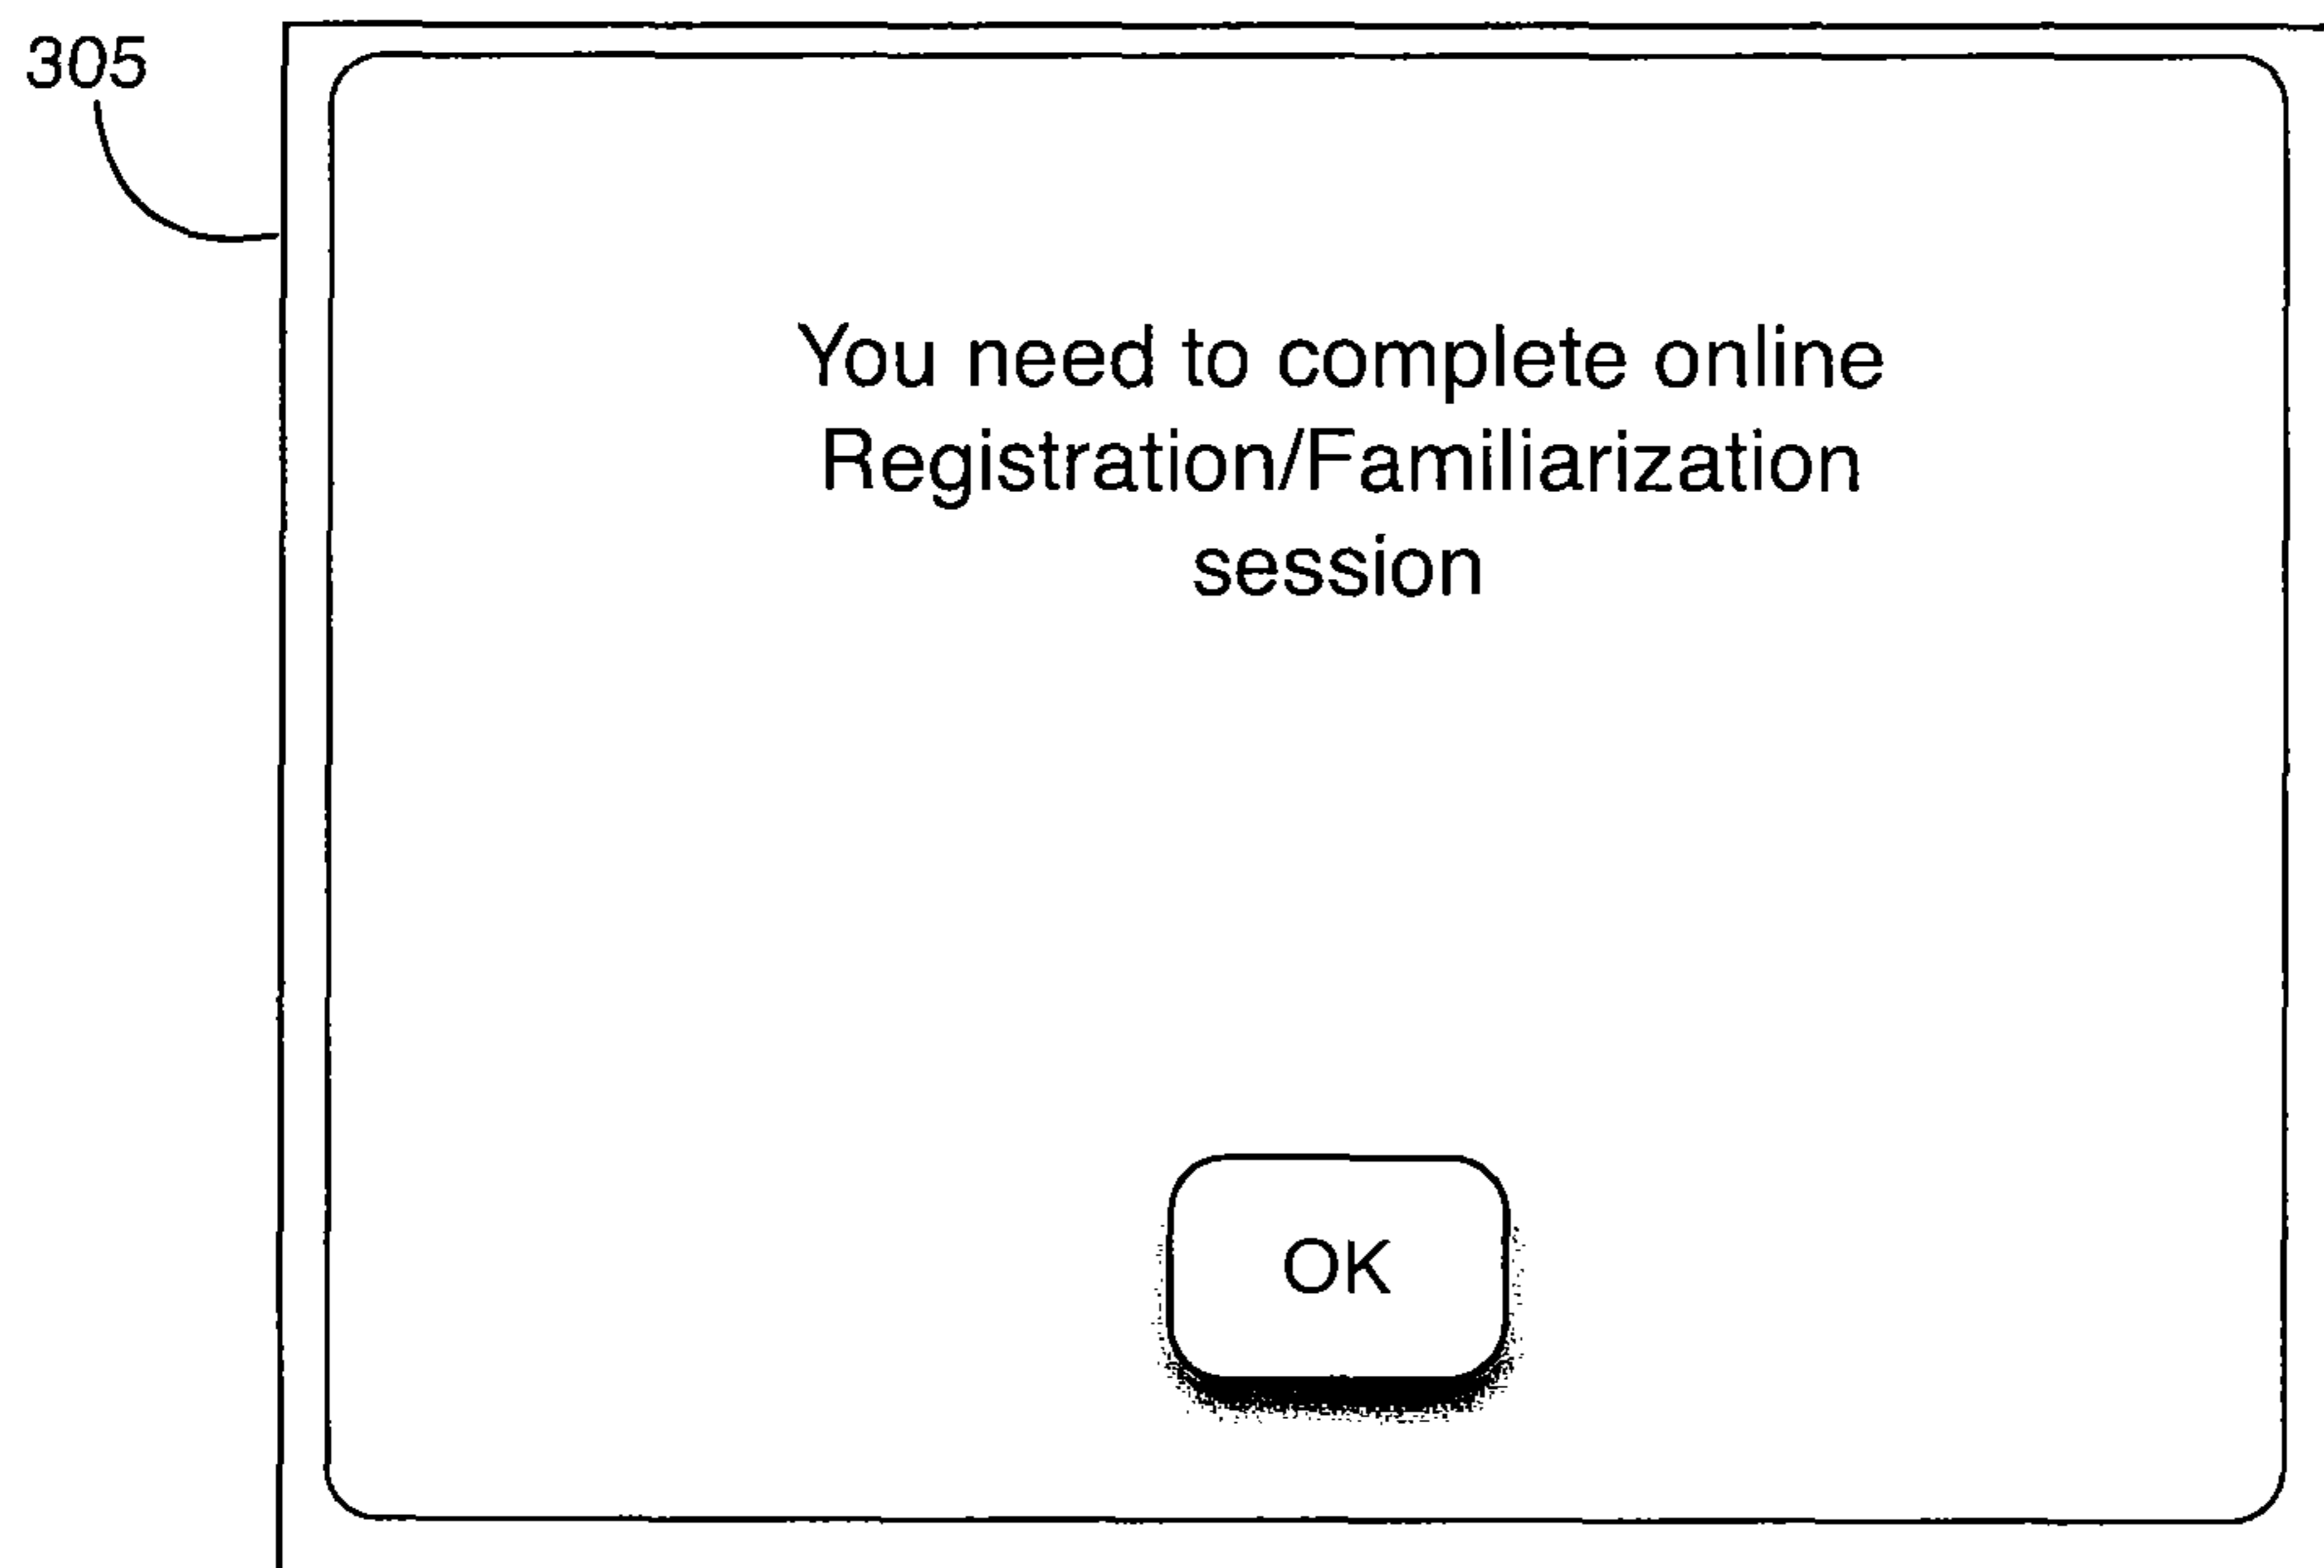 305
You need to complete online
Registration/Familiarization
session
OK